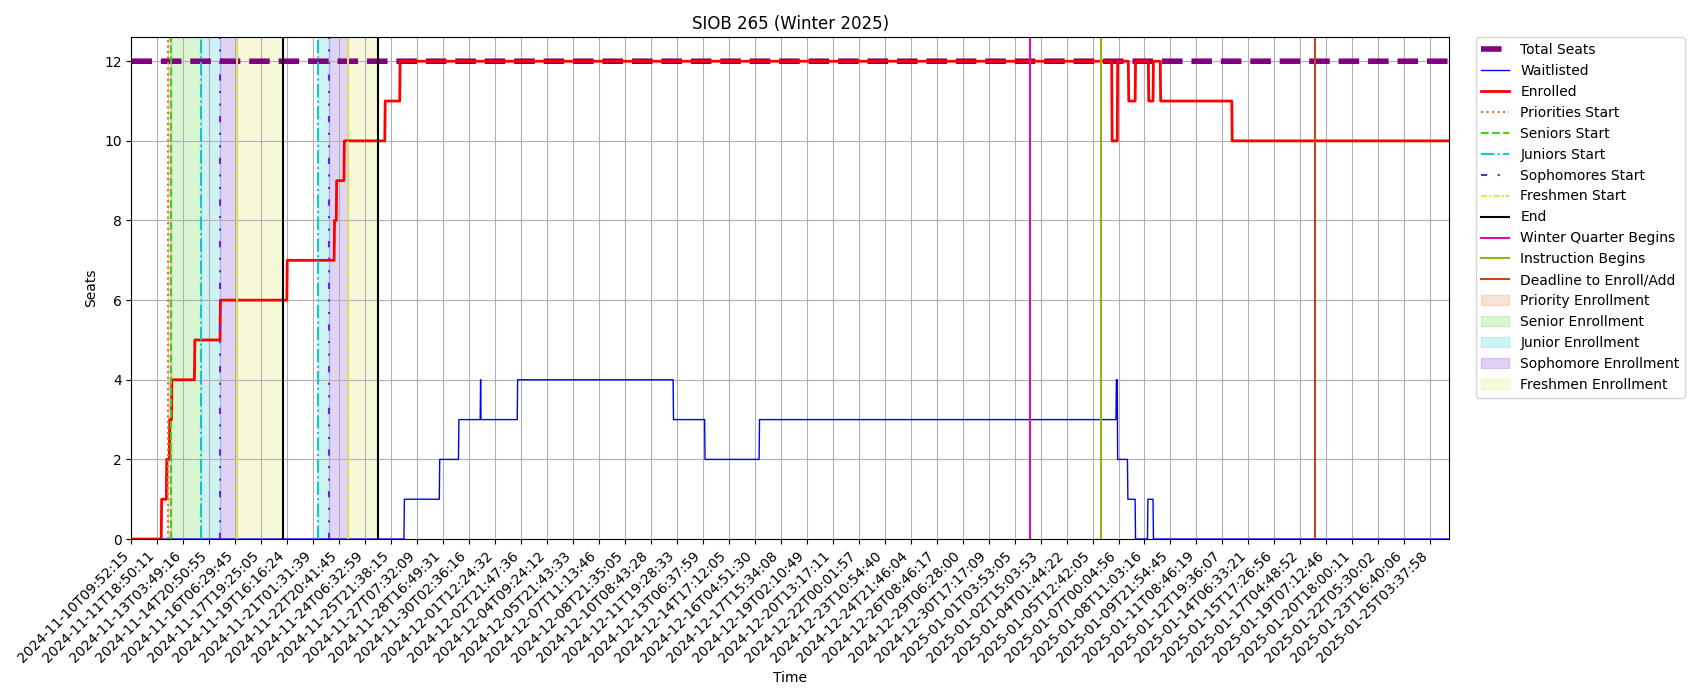 SIOB 265 (Winter 2025)
Seats
12
10
8
6
4
2
0
2024-11-10T09:52:15
2024-11-11T18:50:11
2024-11-13T03:49:16
2024-11-14T20:50:55
2024-11-16T06:29:45
2024-11-17T19:25:05
2024-11-19T16:16:24
2024-11-21T01:31:39
2024-11-22T20:41:45
2024-11-24T06:32:59
2024-11-25T21:38:15
2024-11-27T07:32:09
2024-11-28T16:49:31
2024-11-30T02:36:16
2024-12-01T12:24:32
2024-12-02T21:47:36
2024-12-04T09:24:12
2024-12-05T21:43:33
2024-12-07T11:13:46
2024-12-08T21:35:05
2024-12-10T08:43:28
2024-12-11T19:28:33
2024-12-13T06:37:59
2024-12-14T17:12:05
2024-12-16T04:51:30
2024-12-17T15:34:08
2024-12-19T02:10:49
2024-12-20T13:17:11
2024-12-22T00:01:57
2024-12-23T10:54:40
2024-12-24T21:46:04
2024-12-26T08:46:17
2024-12-29T06:28:00
2024-12-30T17:17:09
2025-01-01T03:53:05
2025-01-02T15:03:53
2025-01-04T01:44:22
2025-01-05T12:42:05
2025-01-07T00:04:56
2025-01-08T11:03:16
2025-01-09T21:54:45
2025-01-11T08:46:19
2025-01-12T19:36:07
2025-01-14T06:33:21
2025-01-15T17:26:56
2025-01-17T04:48:52
2025-01-19T07:12:46
2025-01-20T18:00:11
2025-01-22T05:30:02
2025-01-23T16:40:06
2025-01-25T03:37:58
Time
Total Seats
Waitlisted
Enrolled
Priorities Start
Seniors Start
Juniors Start
Sophomores Start
Freshmen Start
End
Winter Quarter Begins
Instruction Begins
Deadline to Enroll/Add
Priority Enrollment
Senior Enrollment
Junior Enrollment
Sophomore Enrollment
Freshmen Enrollment